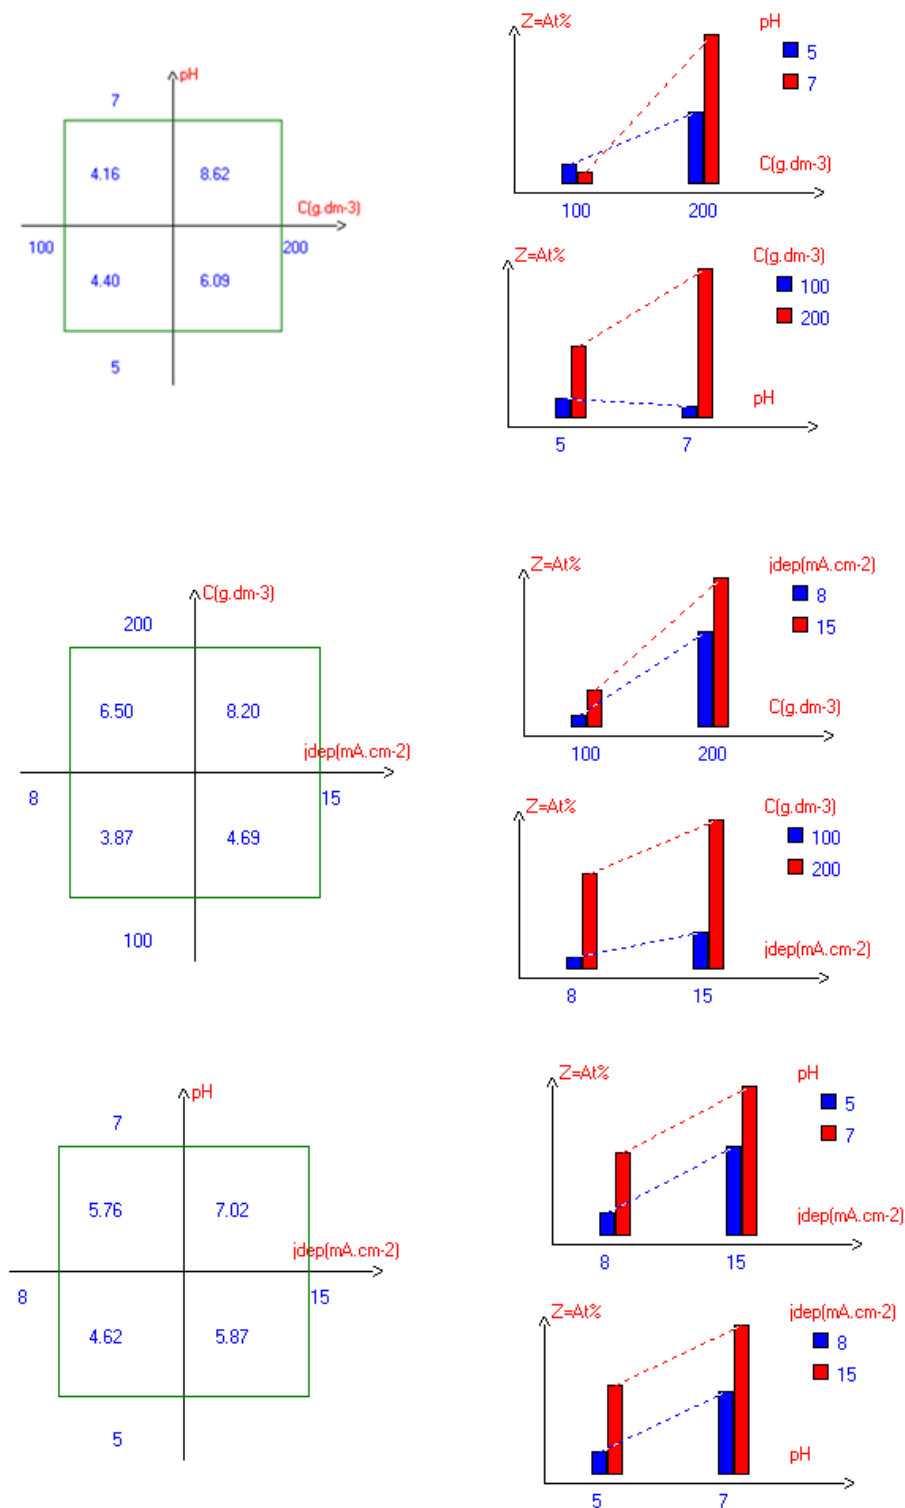 pH
7
4.16 8.62
C(g.dm-3)
100 200
4.40 6.09
5
Z=At%
pH
5
7
C(g.dm-3)
100 200
Z=At%
C(g.dm-3)
100
200
pH
5 7
C(g.dm-3)
200
6.50 8.20
jdep(mA.cm-2)
8 15
3.87 4.69
100
Z=At%
jdep(mA.cm-2)
8
15
C(g.dm-3)
100 200
Z=At%
C(g.dm-3)
100
200
jdep(mA.cm-2)
8 15
pH
7
5.76 7.02
jdep(mA.cm-2)
8 15
4.62 5.87
5
Z=At%
pH
5
7
jdep(mA.cm-2)
8 15
Z=At%
jdep(mA.cm-2)
8
15
pH
5 7